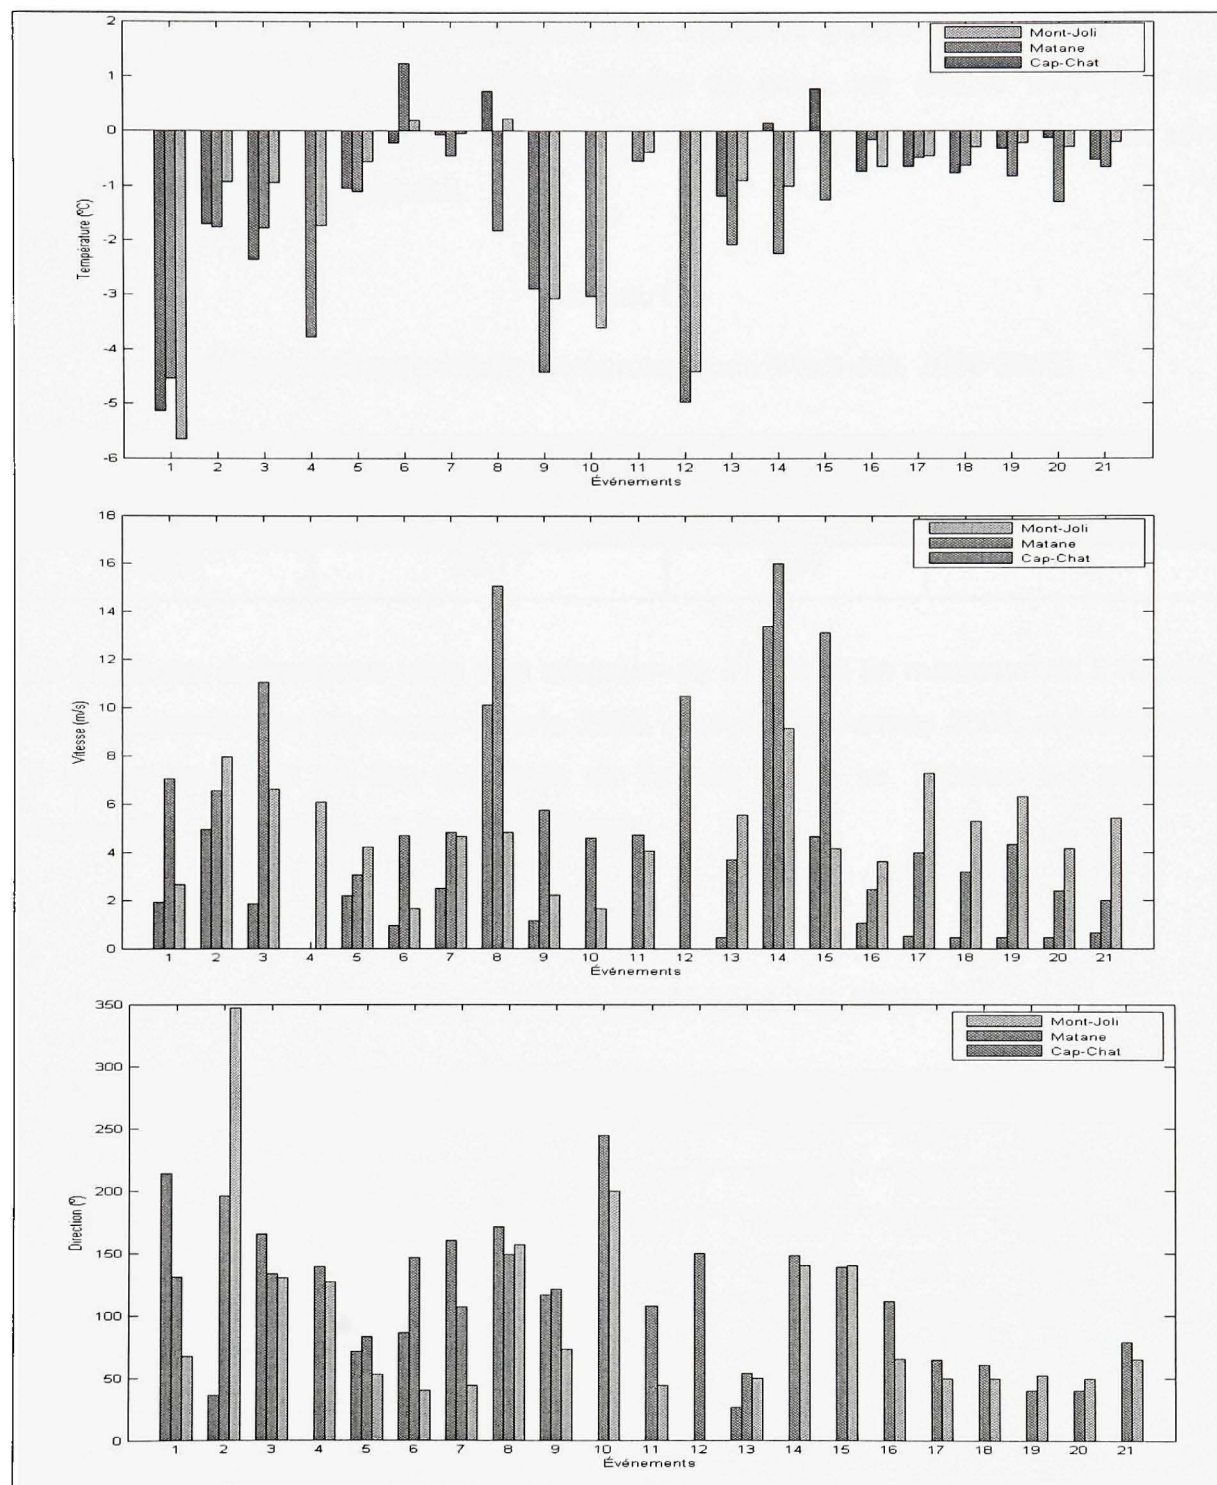 2
1
0
-1
-2
-3
-4
-5
-6
Température (ºC)
Mont-Joli
Matane
Cap-Chat
1 2 3 4 5 6 7 8 9 10 11 12 13 14 15 16 17 18 19 20 21
Événements
18
16
14
12
10
8
6
4
2
0
Vitesse (m/s)
Mont-Joli
Matane
Cap-Chat
1 2 3 4 5 6 7 8 9 10 11 12 13 14 15 16 17 18 19 20 21
Événements
350
300
250
200
150
100
50
0
Direction (º)
Mont-Joli
Matane
Cap-Chat
1 2 3 4 5 6 7 8 9 10 11 12 13 14 15 16 17 18 19 20 21
Événements